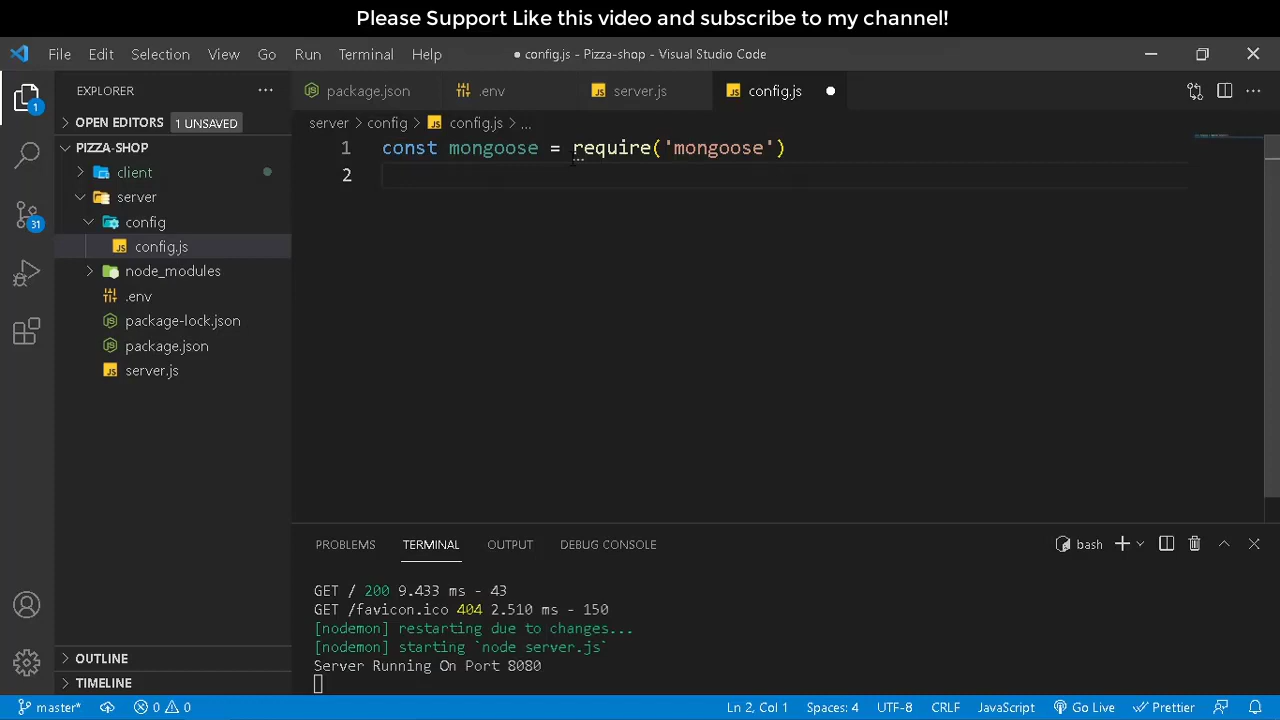 Please Support Like this video and subscribe to my channel!
File Edit Selection View Go Run Terminal Help
● config.js - Pizza-shop - Visual Studio Code
1
31
EXPLORER
OPEN EDITORS 1 UNSAVED
PIZZA-SHOP
client
server
config
config.js
node_modules
.env
package-lock.json
package.json
server.js
OUTLINE
TIMELINE
package.json .env server.js config.js
server > config > config.js > ...
1 const mongoose = require('mongoose')
2
PROBLEMS TERMINAL OUTPUT DEBUG CONSOLE
bash
GET / 200 9.433 ms - 43
GET /favicon.ico 404 2.510 ms - 150
[nodemon] restarting due to changes...
[nodemon] starting `node server.js`
Server Running On Port 8080
master* 0 0 Ln 2, Col 1 Spaces: 4 UTF-8 CRLF JavaScript Go Live Prettier